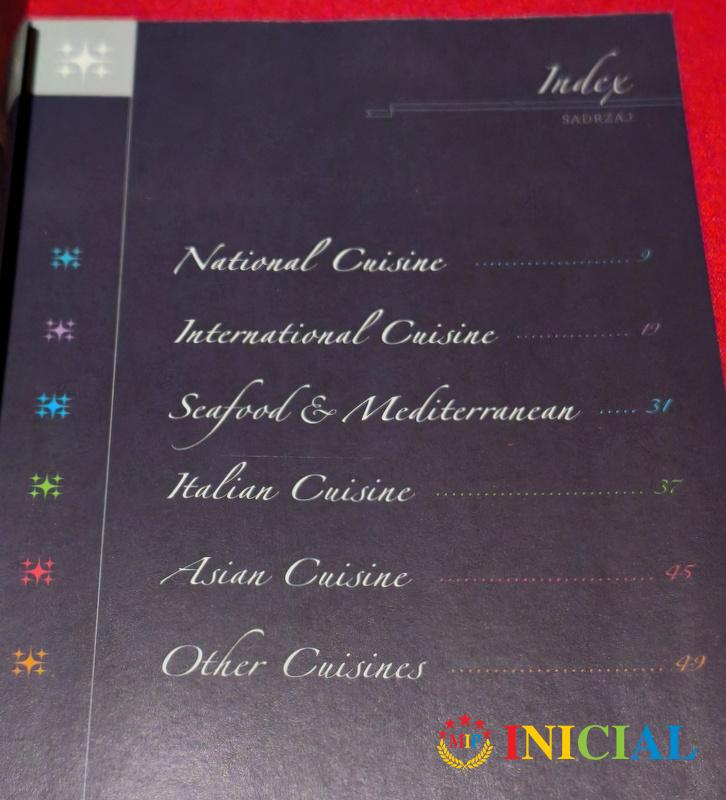 Index
SADRZAJ
National Cuisine ........................ 9
International Cuisine ................. 19
Seafood & Mediterranean ..... 31
Italian Cuisine .............................. 37
Asian Cuisine .............................. 45
Other Cuisines ............................. 49
MIF INICIAL